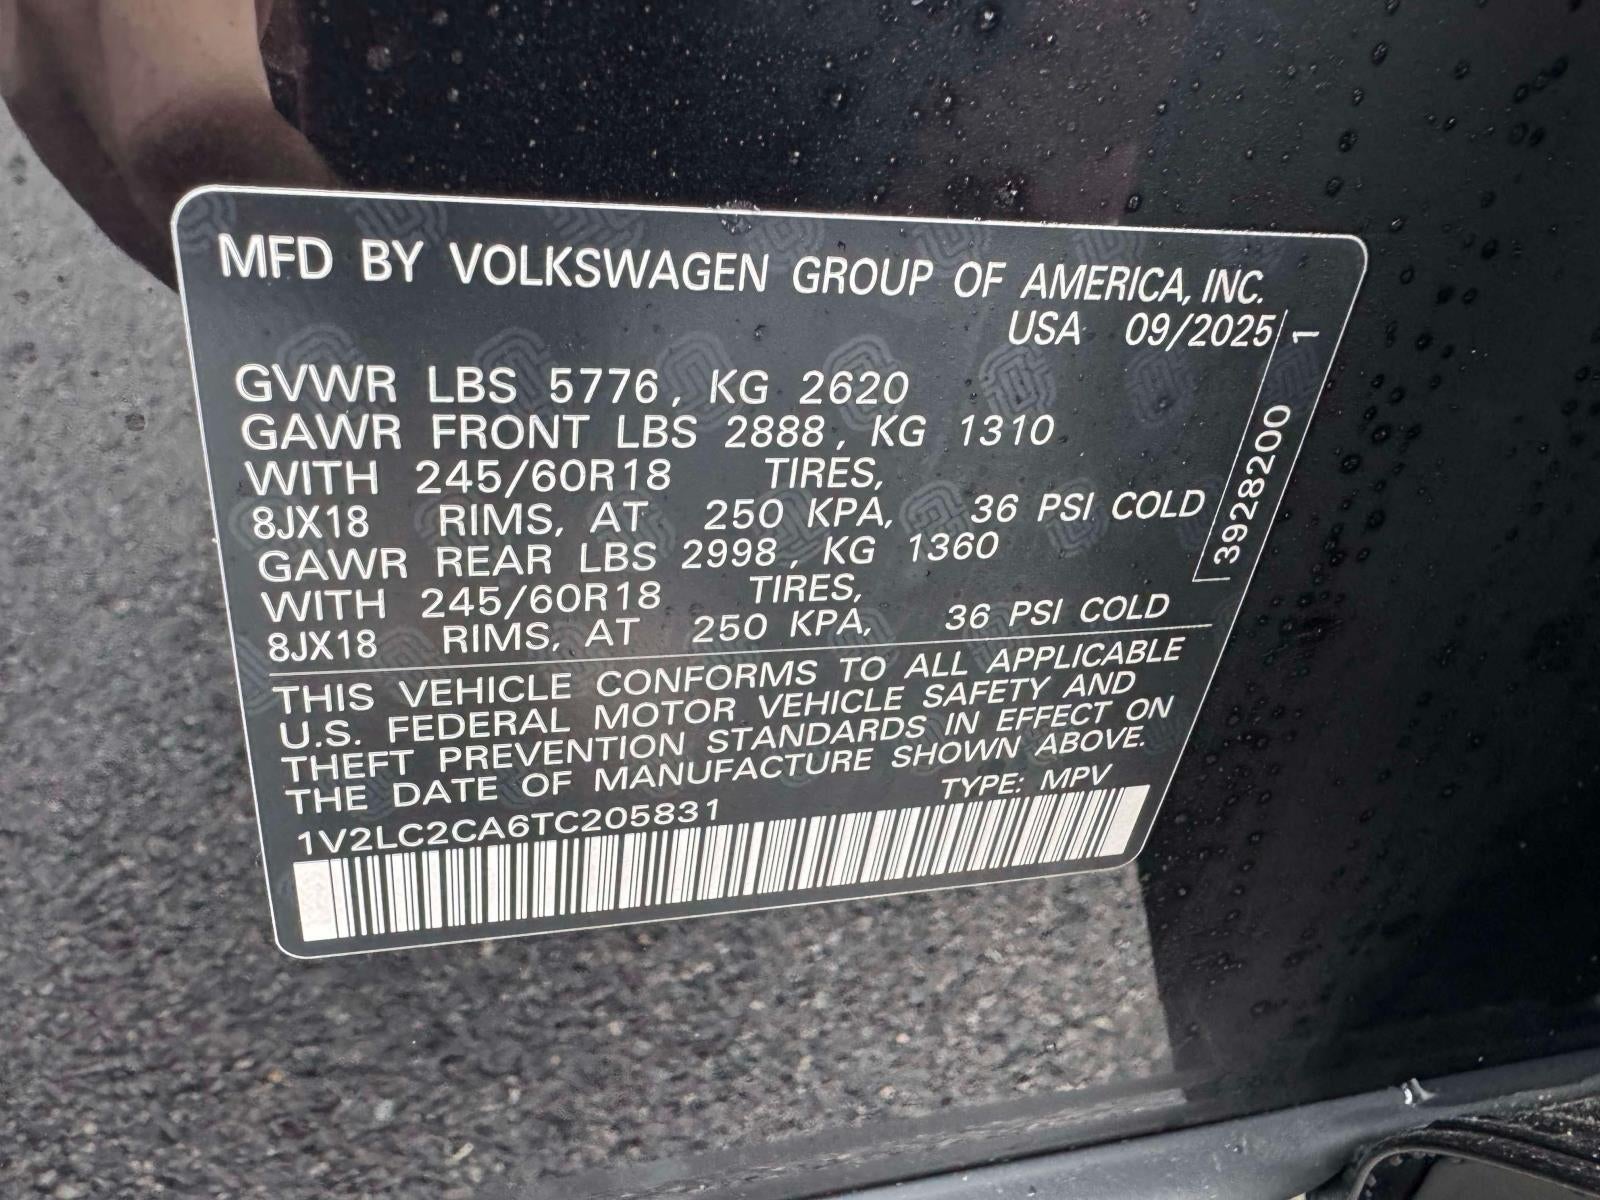 MFD BY VOLKSWAGEN GROUP OF AMERICA, INC.
USA 09/2025
GVWR LBS 5776, KG 2620
GAWR FRONT LBS 2888, KG 1310
WITH 245/60R18 TIRES,
8JX18 RIMS, AT 250 KPA, 36 PSI COLD
GAWR REAR LBS 2998, KG 1360
WITH 245/60R18 TIRES,
8JX18 RIMS, AT 250 KPA, 36 PSI COLD
THIS VEHICLE CONFORMS TO ALL APPLICABLE
U.S. FEDERAL MOTOR VEHICLE SAFETY AND
THEFT PREVENTION STANDARDS IN EFFECT ON
THE DATE OF MANUFACTURE SHOWN ABOVE.
1V2LC2CA6TC205831 TYPE: MPV
3928200 1